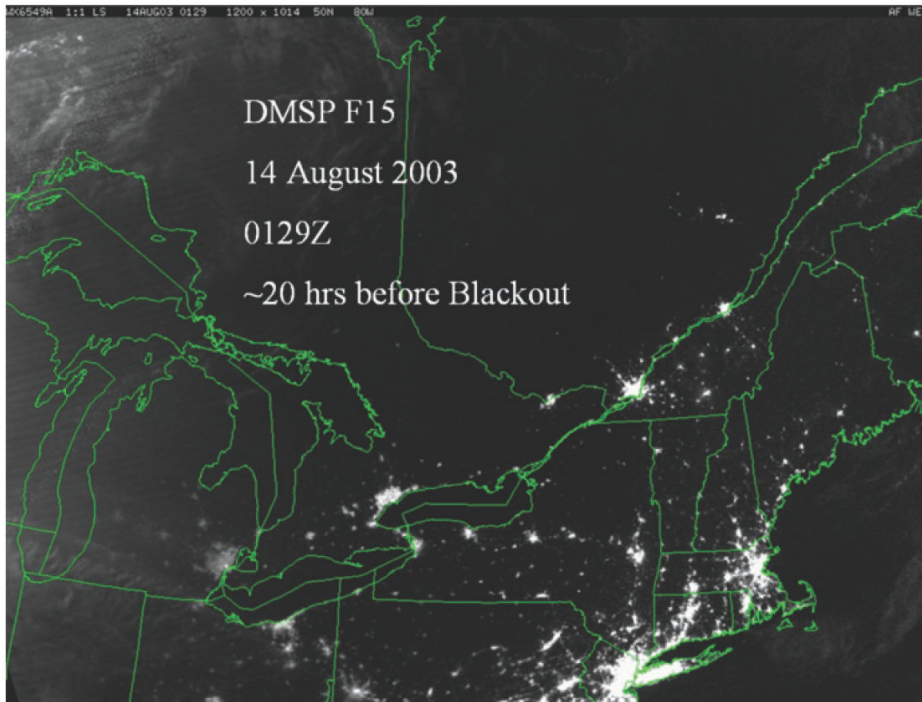 WX6549A 1:1 LS 14AUG03 0129 1200 x 1014 50N 80W AF WE
DMSP F15
14 August 2003
0129Z
~20 hrs before Blackout